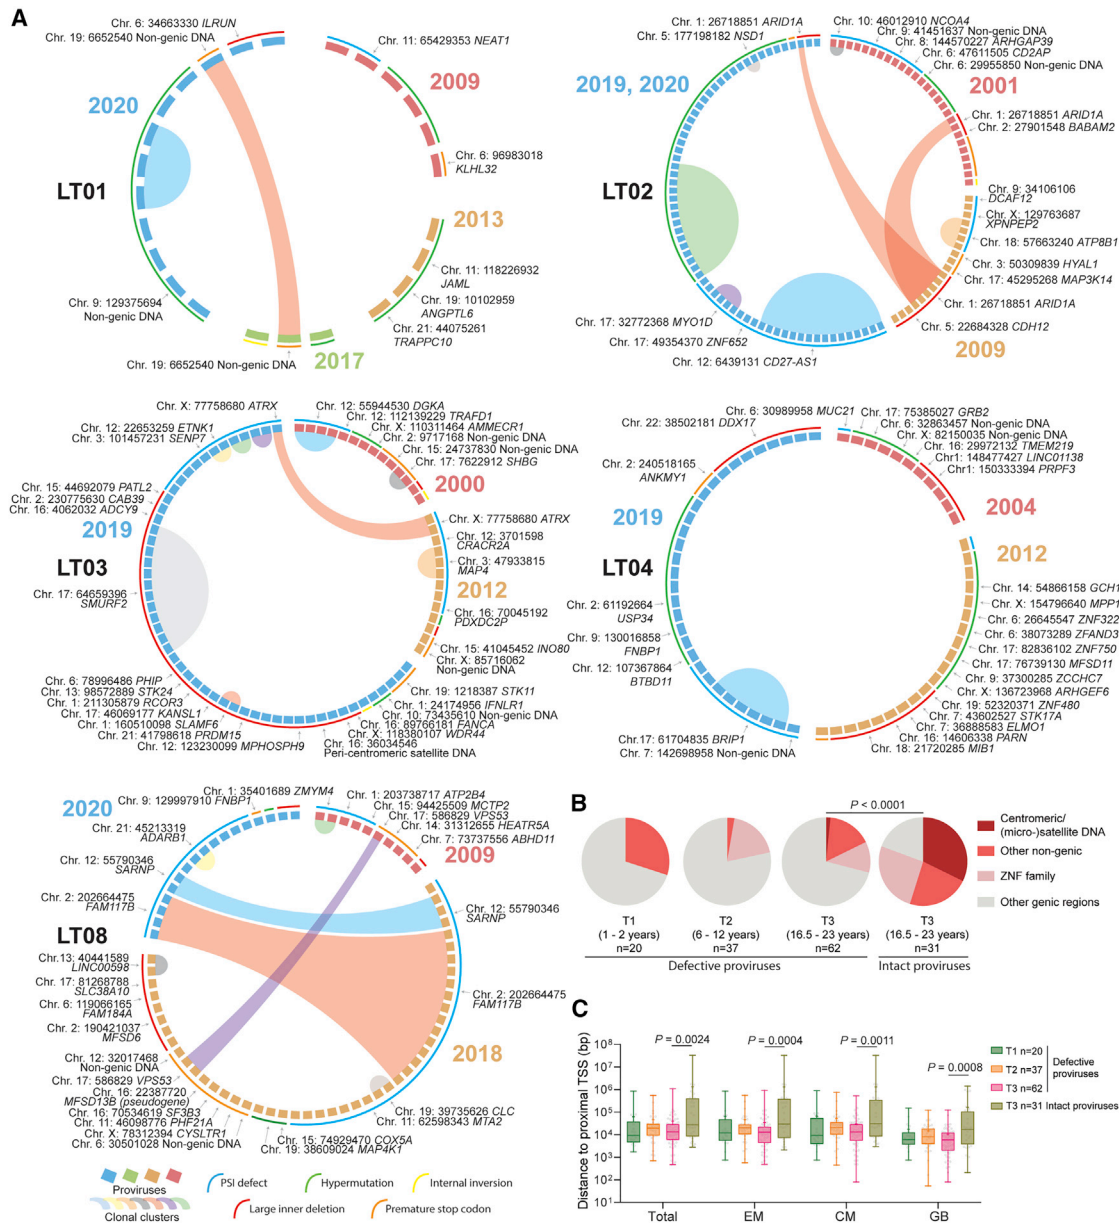 A
Chr. 6: 34663330 ILRUN
Chr. 19: 6652540 Non-genic DNA
Chr. 11: 65429353 NEAT1
2009
2020
Chr. 6: 96983018
KLHL32
LT01
2013
Chr. 11: 118226932
JAML
Chr. 19: 10102959
ANGPTL6
Chr. 21: 44075261
TRAPPC10
Chr. 9: 129375694
Non-genic DNA
Chr. 19: 6652540 Non-genic DNA
2017
Chr. 1: 26718851 ARID1A
Chr. 5: 177198182 NSD1
Chr. 10: 46012910 NCOA4
Chr. 9: 41451637 Non-genic DNA
Chr. 8: 144570227 ARHGAP39
Chr. 6: 47611505 CD2AP
Chr. 6: 29955850 Non-genic DNA
2019, 2020
2001
Chr. 1: 26718851 ARID1A
Chr. 2: 27901548 BABAM2
LT02
Chr. 9: 34106106
DCAF12
Chr. X: 129763687
XPNPEP2
Chr. 18: 57663240 ATP8B1
Chr. 3: 50309839 HYAL1
Chr. 17: 45295268 MAP3K14
Chr. 1: 26718851 ARID1A
Chr. 5: 22684328 CDH12
2009
Chr. 17: 32772368 MYO1D
Chr. 17: 49354370 ZNF652
Chr. 12: 6439131 CD27-AS1
Chr. X: 77758680 ATRX
Chr. 12: 22653259 ETNK1
Chr. 3: 101457231 SENP7
Chr. 12: 55944530 DGKA
Chr. 12: 112139229 TRAFD1
Chr. X: 110311464 AMMECR1
Chr. 2: 9717168 Non-genic DNA
Chr. 15: 24737830 Non-genic DNA
Chr. 17: 7622912 SHBG
2000
Chr. 15: 44692079 PATL2
Chr. 2: 230775630 CAB39
Chr. 16: 4062032 ADCY9
2019
Chr. X: 77758680 ATRX
Chr. 12: 3701598
CRACR2A
Chr. 3: 47933815
MAP4
LT03
2012
Chr. 17: 64659396
SMURF2
Chr. 16: 70045192
PDXDC2P
Chr. 15: 41045452 INO80
Chr. X: 85716062
Non-genic DNA
Chr. 6: 78996486 PHIP
Chr. 13: 98572889 STK24
Chr. 1: 211305879 RCOR3
Chr. 17: 46069177 KANSL1
Chr. 1: 160510098 SLAMF6
Chr. 21: 41798618 PRDM15
Chr. 12: 123230099 MPHOSPH9
Chr. 19: 1218387 STK11
Chr. 1: 24174956 IFNLR1
Chr. 10: 73435610 Non-genic DNA
Chr. 16: 89766181 FANCA
Chr. X: 118380107 WDR44
Chr. 16: 36034546
Peri-centromeric satellite DNA
Chr. 6: 30989958 MUC21
Chr. 22: 38502181 DDX17
Chr. 17: 75385027 GRB2
Chr. 6: 32863457 Non-genic DNA
Chr. X: 82150035 Non-genic DNA
Chr. 16: 29972132 TMEM219
Chr1: 148477427 LINC01138
Chr1: 150333394 PRPF3
Chr. 2: 240518165
ANKMY1
2019
2004
2012
LT04
Chr. 14: 54866158 GCH1
Chr. X: 154796640 MPP1
Chr. 6: 26645547 ZNF322
Chr. 6: 38073289 ZFAND3
Chr. 17: 82836102 ZNF750
Chr. 17: 76739130 MFSD11
Chr. 9: 37300285 ZCCHC7
Chr. X: 136723968 ARHGEF6
Chr. 19: 52320371 ZNF480
Chr. 7: 43602527 STK17A
Chr. 7: 36888583 ELMO1
Chr. 16: 14606338 PARN
Chr. 18: 21720285 MIB1
Chr. 2: 61192664
USP34
Chr. 9: 130016858
FNBP1
Chr. 12: 107367864
BTBD11
Chr.17: 61704835 BRIP1
Chr. 7: 142698958 Non-genic DNA
2020
Chr. 1: 35401689 ZMYM4
Chr. 9: 129997910 FNBP1
Chr. 1: 203738717 ATP2B4
Chr. 15: 94425509 MCTP2
Chr. 17: 586829 VPS53
Chr. 14: 31312655 HEATR5A
Chr. 7: 73737556 ABHD11
2009
Chr. 21: 45213319
ADARB1
Chr. 12: 55790346
SARNP
Chr. 2: 202664475
FAM117B
LT08
Chr. 12: 55790346
SARNP
Chr. 2: 202664475
FAM117B
2018
Chr.13: 40441589
LINC00598
Chr. 17: 81268788
SLC38A10
Chr. 6: 119066165
FAM184A
Chr. 2: 190421037
MFSD6
Chr. 12: 32017468
Non-genic DNA
Chr. 17: 586829 VPS53
Chr. 16: 22387720
MFSD13B (pseudogene)
Chr. 16: 70534619 SF3B3
Chr. 11: 46098776 PHF21A
Chr. X: 78312394 CYSLTR1
Chr. 6: 30501028 Non-genic DNA
Chr. 19: 39735626 CLC
Chr. 11: 62598343 MTA2
Chr. 15: 74929470 COX5A
Chr. 19: 38609024 MAP4K1
Proviruses
Clonal clusters
PSI defect
Hypermutation
Internal inversion
Large inner deletion
Premature stop codon
B
P < 0.0001
Centromeric/
(micro-)satellite DNA
Other non-genic
ZNF family
Other genic regions
T1
(1 - 2 years)
n=20
T2
(6 - 12 years)
n=37
T3
(16.5 - 23 years)
n=62
T3
(16.5 - 23 years)
n=31
Defective proviruses
Intact proviruses
C
Distance to proximal TSS (bp)
10^8
10^7
10^6
10^5
10^4
10^3
10^2
10^1
P = 0.0024
P = 0.0004
P = 0.0011
P = 0.0008
Total
EM
CM
GB
T1 n=20
T2 n=37
T3 n=62
Defective
proviruses
T3 n=31 Intact proviruses